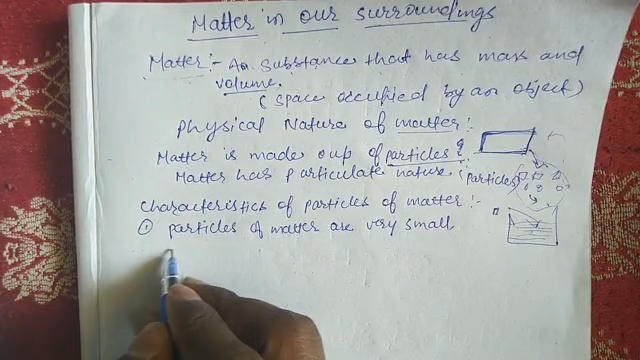 Matter in our surroundings
Matter :- An substance that has mass and
volume.
(space occupied by an object)
Physical Nature of matter :-
Matter is made oup of particles :
Matter has particulate nature. (particles)
Characteristics of particles of matter :-
① particles of matter are very small